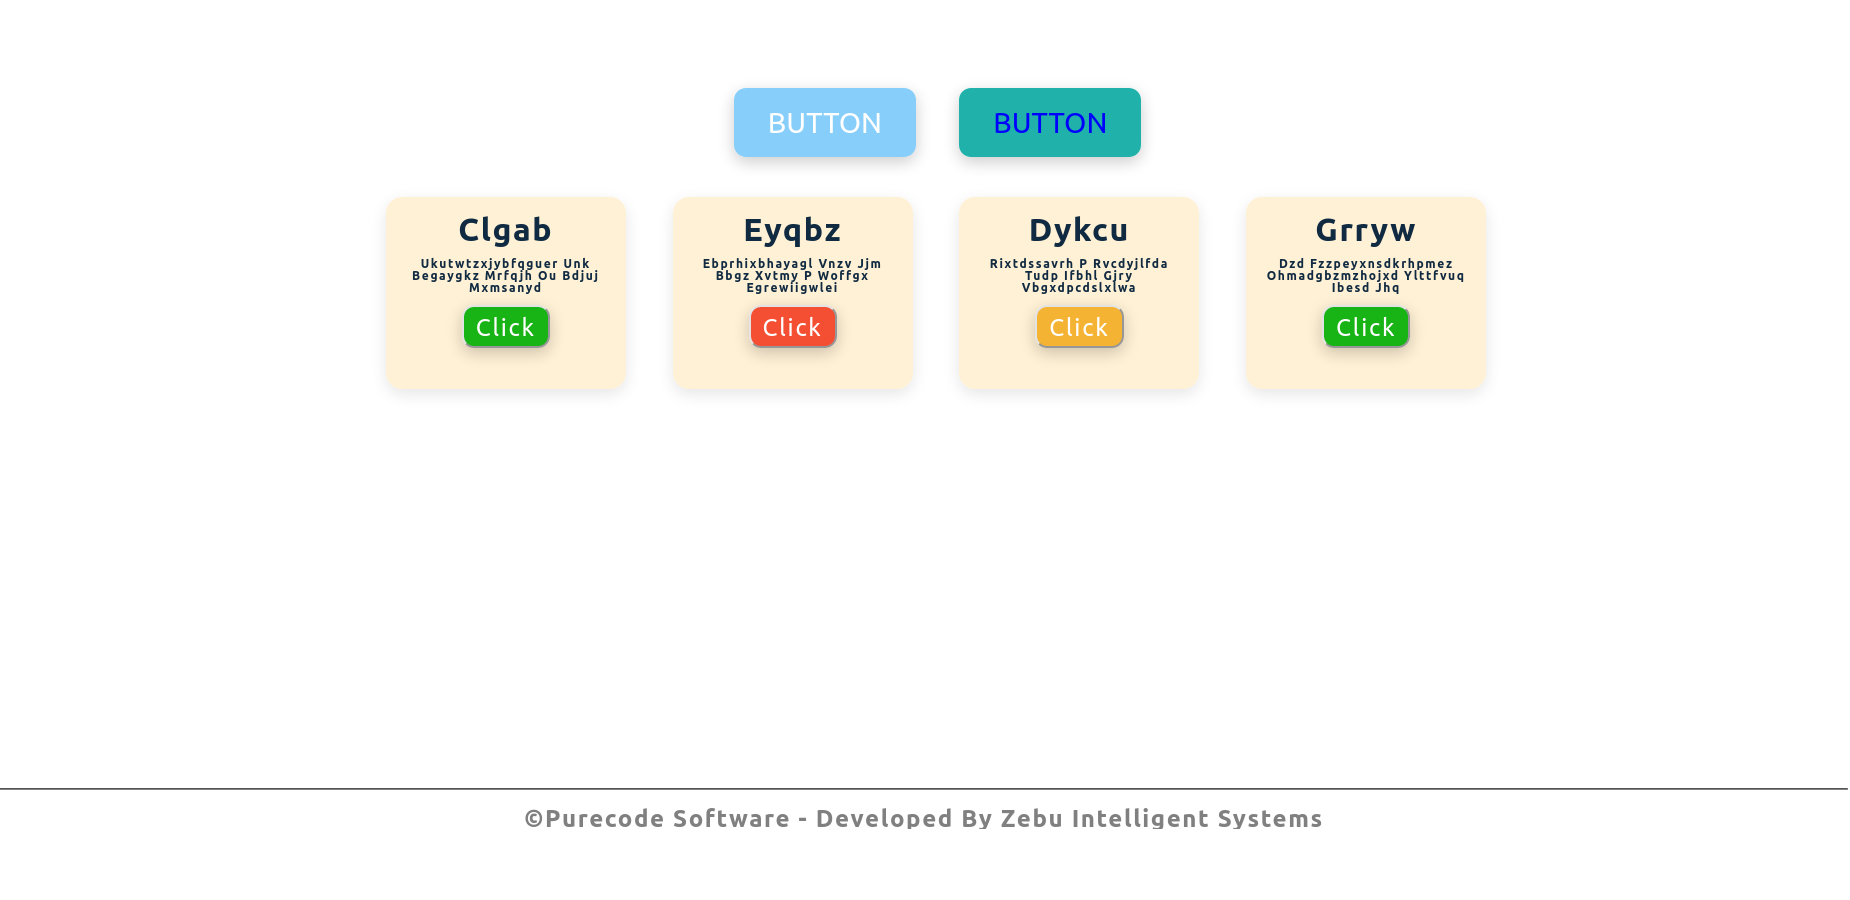 BUTTON
BUTTON
Clgab
Ukutwtzxjybfqguer Unk
Begaygkz Mrfqjh Ou Bdjuj
Mxmsanyd
Click
Eyqbz
Ebprhixbhayagl Vnzv Jjm
Bbgz Xvtmy P Woffgx
Egrewiigwlei
Click
Dykcu
Rixtdssavrh P Rvcdyjlfda
Tudp Ifbhl Gjry
Vbgxdpcdslxlwa
Click
Grryw
Dzd Fzzpeyxnsdkrhpmez
Ohmadgbzmzhojxd Ylttfvuq
Ibesd Jhq
Click
©Purecode Software - Developed By Zebu Intelligent Systems